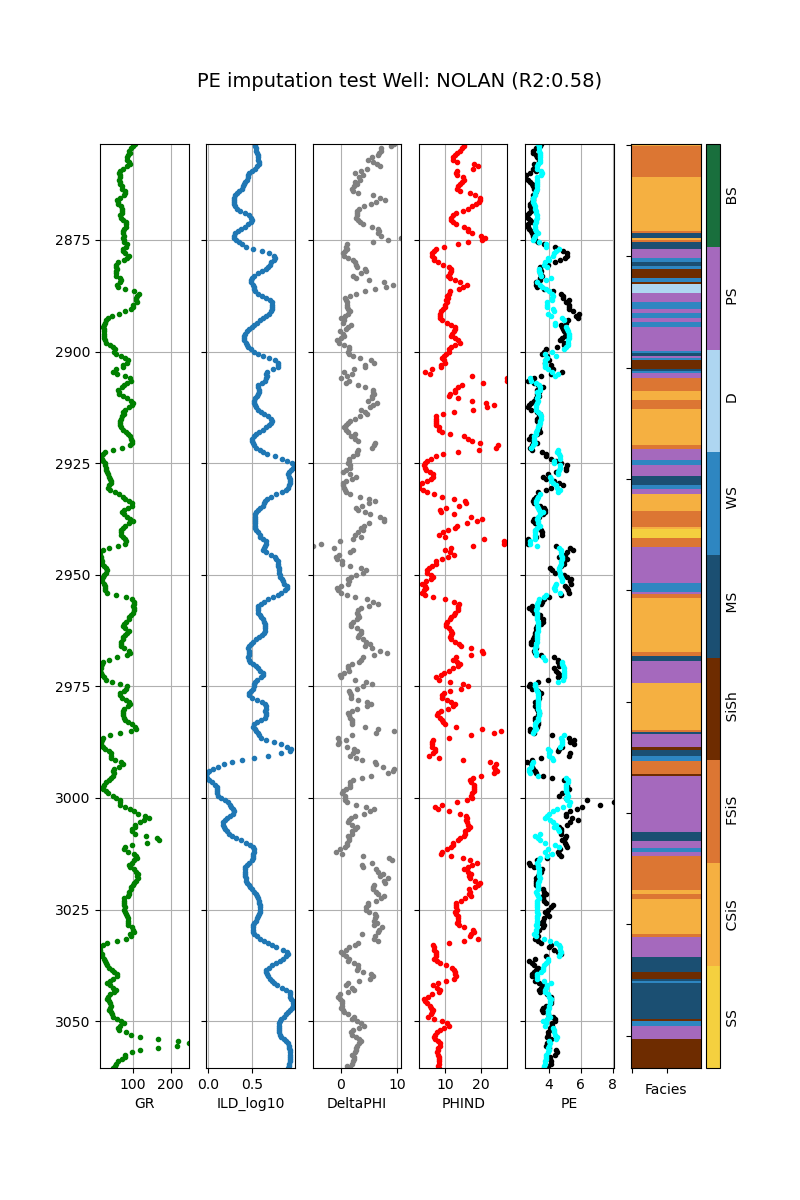 PE imputation test Well: NOLAN (R2:0.58)
2875
2900
2925
2950
2975
3000
3025
3050
100 200
0.0 0.5
0 10
10 20
4 6 8
GR
ILD_log10
DeltaPHI
PHIND
PE
Facies
BS
PS
D
WS
MS
SiSh
FSiS
CSiS
SS